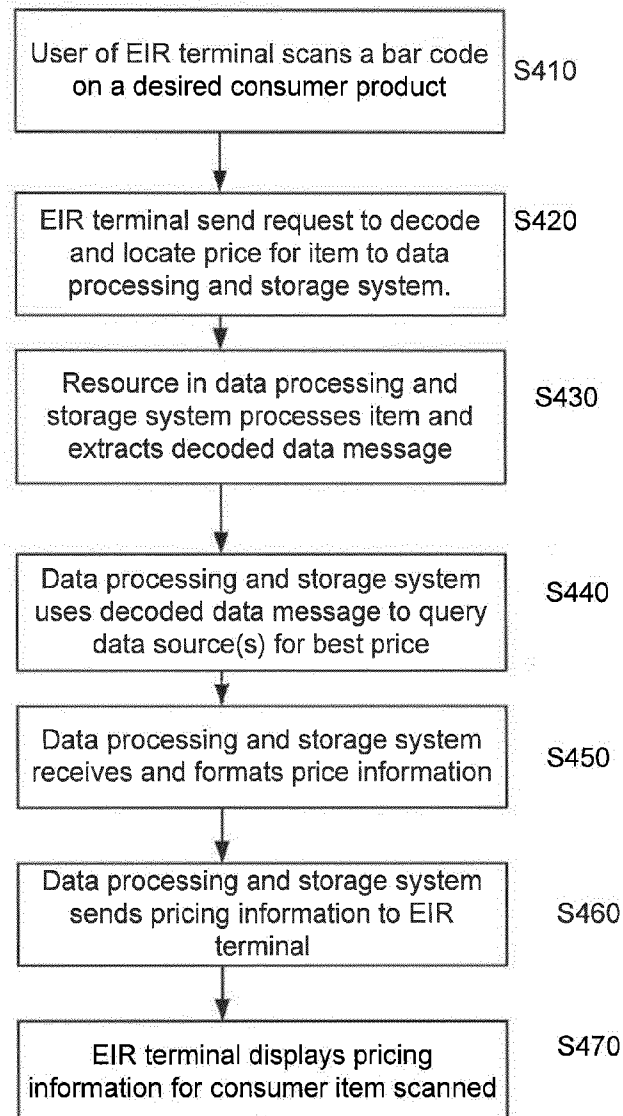 User of EIR terminal scans a bar code
on a desired consumer product
S410
EIR terminal send request to decode
and locate price for item to data
processing and storage system.
S420
Resource in data processing and
storage system processes item and
extracts decoded data message
S430
Data processing and storage system
uses decoded data message to query
data source(s) for best price
S440
Data processing and storage system
receives and formats price information
S450
Data processing and storage system
sends pricing information to EIR
terminal
S460
EIR terminal displays pricing
information for consumer item scanned
S470